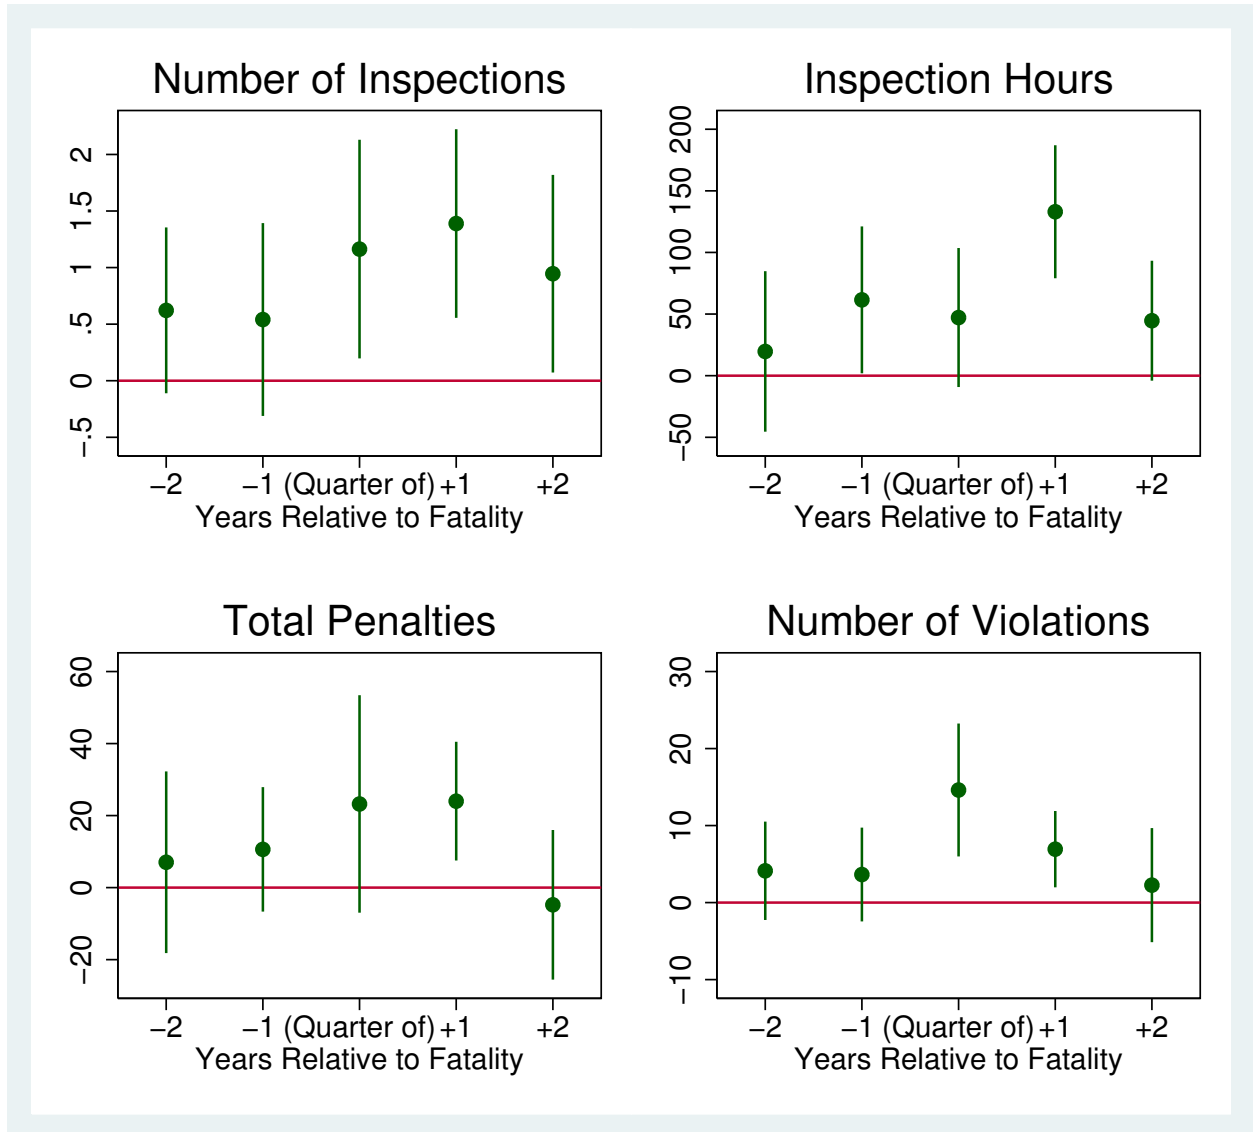 Number of Inspections
2
1.5
1
.5
0
−.5
−2 −1 (Quarter of) +1 +2
Years Relative to Fatality
Inspection Hours
200
150
100
50
0
−50
−2 −1 (Quarter of) +1 +2
Years Relative to Fatality
Total Penalties
60
40
20
0
−20
−2 −1 (Quarter of) +1 +2
Years Relative to Fatality
Number of Violations
30
20
10
0
−10
−2 −1 (Quarter of) +1 +2
Years Relative to Fatality